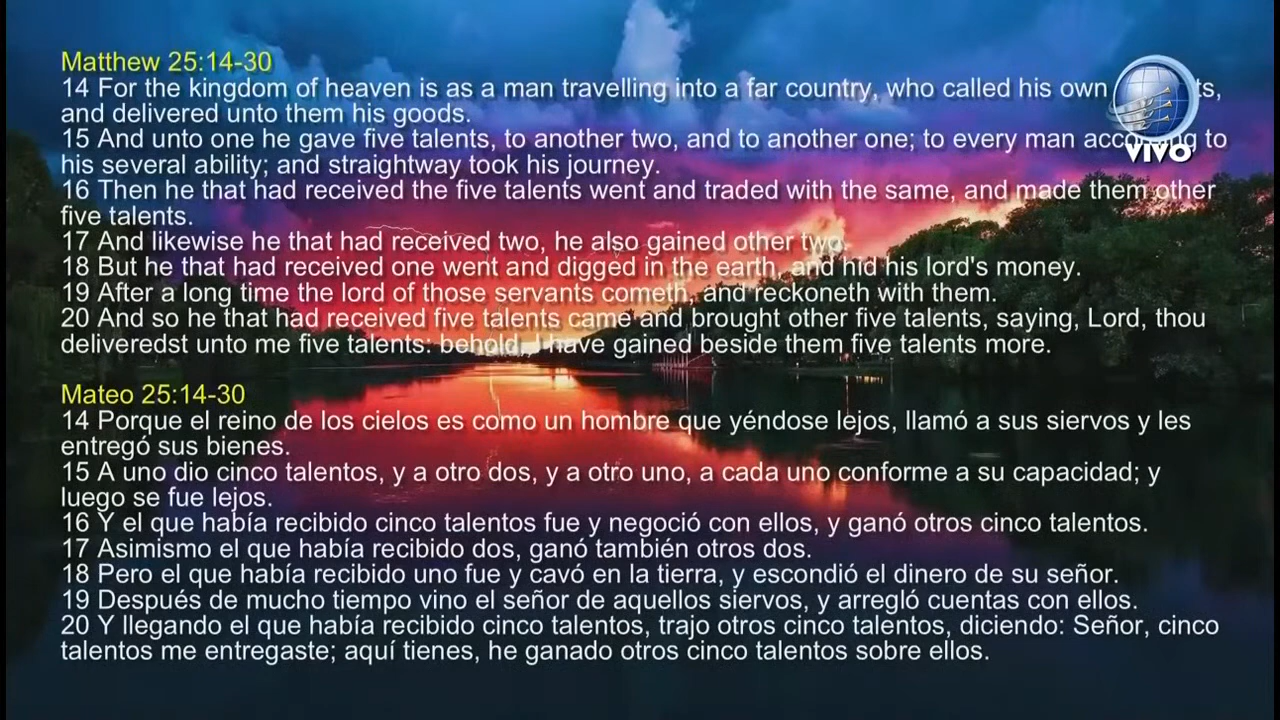 Matthew 25:14-30
14 For the kingdom of heaven is as a man travelling into a far country, who called his own ts,
and delivered unto them his goods.
15 And unto one he gave five talents, to another two, and to another one; to every man according to
his several ability; and straightway took his journey.
16 Then he that had received the five talents went and traded with the same, and made them other
five talents.
17 And likewise he that had received two, he also gained other two.
18 But he that had received one went and digged in the earth, and hid his lord's money.
19 After a long time the lord of those servants cometh, and reckoneth with them.
20 And so he that had received five talents came and brought other five talents, saying, Lord, thou
deliveredst unto me five talents: behold, I have gained beside them five talents more.
VIVO
Mateo 25:14-30
14 Porque el reino de los cielos es como un hombre que yéndose lejos, llamó a sus siervos y les
entregó sus bienes.
15 A uno dio cinco talentos, y a otro dos, y a otro uno, a cada uno conforme a su capacidad; y
luego se fue lejos.
16 Y el que había recibido cinco talentos fue y negoció con ellos, y ganó otros cinco talentos.
17 Asimismo el que había recibido dos, ganó también otros dos.
18 Pero el que había recibido uno fue y cavó en la tierra, y escondió el dinero de su señor.
19 Después de mucho tiempo vino el señor de aquellos siervos, y arregló cuentas con ellos.
20 Y llegando el que había recibido cinco talentos, trajo otros cinco talentos, diciendo: Señor, cinco
talentos me entregaste; aquí tienes, he ganado otros cinco talentos sobre ellos.